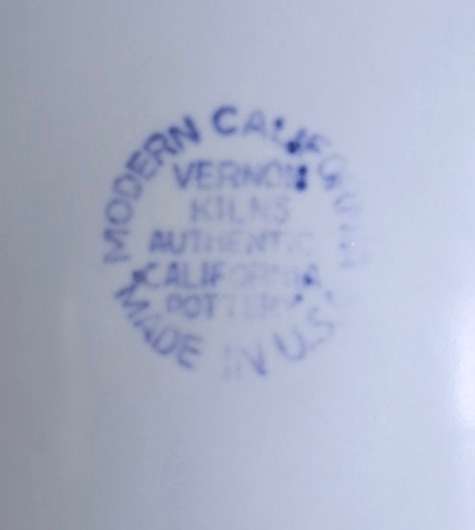 MODERN CALIFORNIA
VERNON
KILNS
AUTHENTIC
CALIFORNIA
POTTERY
MADE IN U.S.A.